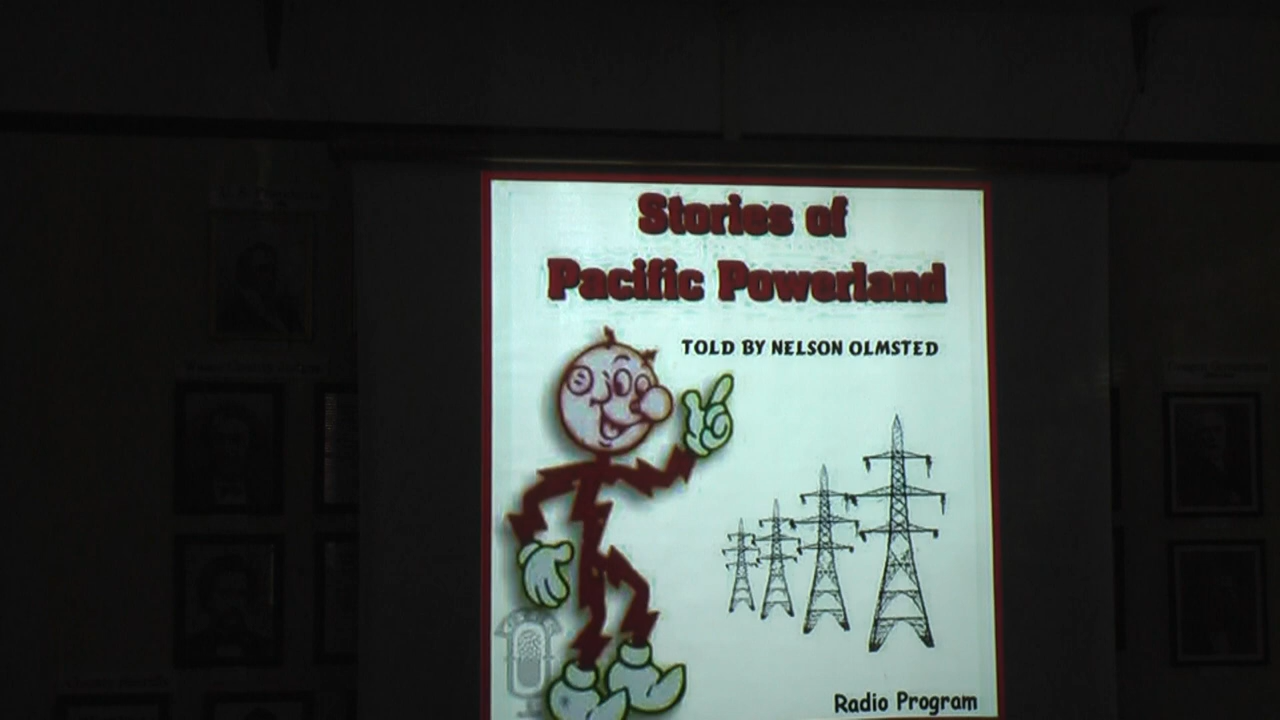 Stories of
Pacific Powerland
TOLD BY NELSON OLMSTED
Radio Program